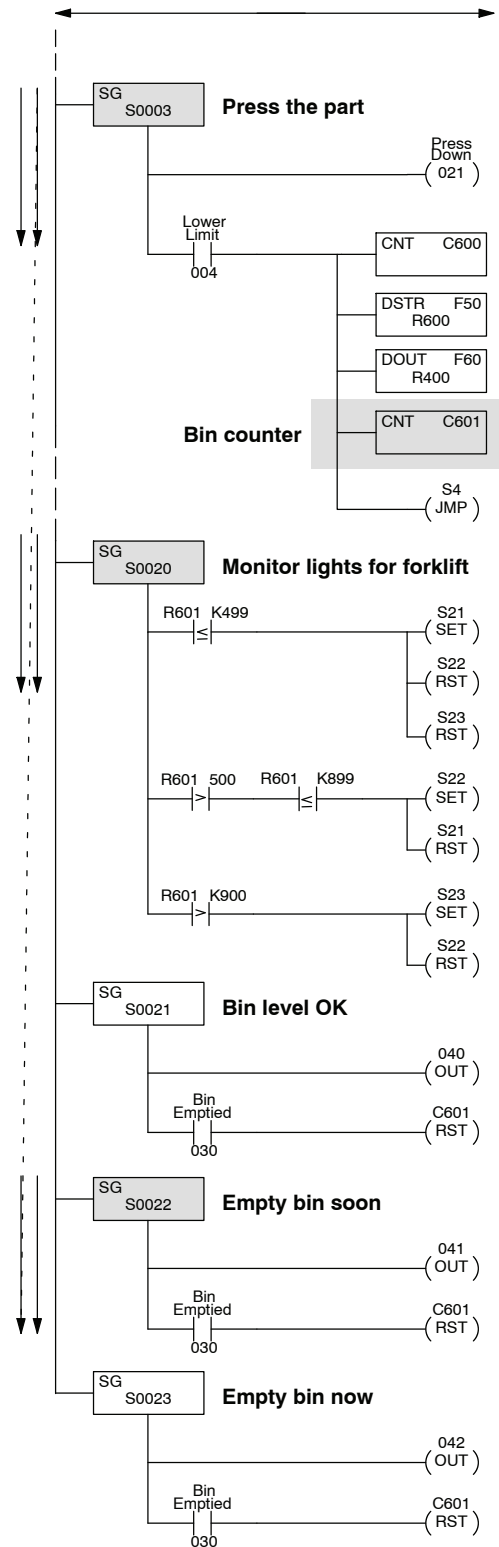 SG
S0003
Press the part
Press
Down
021
Lower
Limit
004
CNT C600
DSTR F50
R600
DOUT F60
R400
Bin counter
CNT C601
S4
JMP
SG
S0020
Monitor lights for forklift
R601 K499
≤
S21
SET
S22
RST
S23
RST
R601 500 R601 K899
> ≤
S22
SET
S21
RST
R601 K900
>
S23
SET
S22
RST
SG
S0021
Bin level OK
040
OUT
Bin
Emptied
030
C601
RST
SG
S0022
Empty bin soon
041
OUT
Bin
Emptied
030
C601
RST
SG
S0023
Empty bin now
042
OUT
Bin
Emptied
030
C601
RST